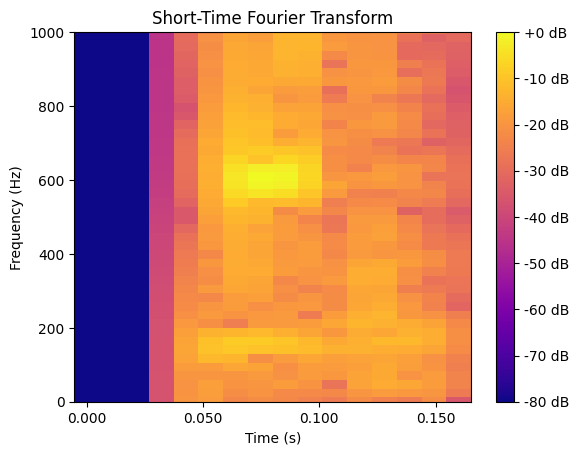 Short-Time Fourier Transform
1000
800
600
400
200
0
Frequency (Hz)
0.000
0.050
0.100
0.150
Time (s)
+0 dB
-10 dB
-20 dB
-30 dB
-40 dB
-50 dB
-60 dB
-70 dB
-80 dB